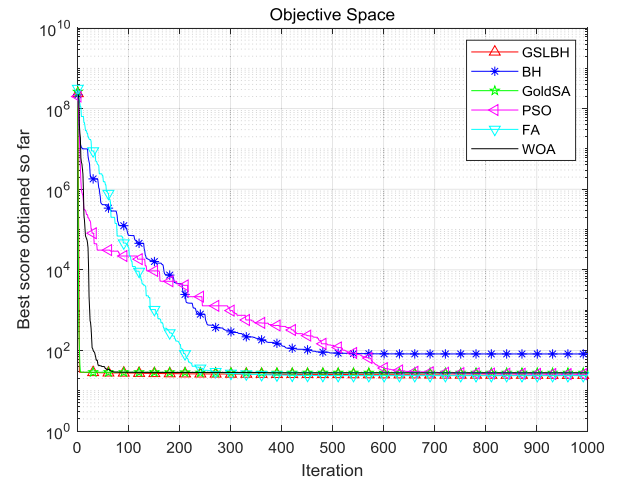 Objective Space
10^10
10^8
10^6
10^4
10^2
10^0
Best score obtianed so far
0 100 200 300 400 500 600 700 800 900 1000
Iteration
GSLBH
BH
GoldSA
PSO
FA
WOA